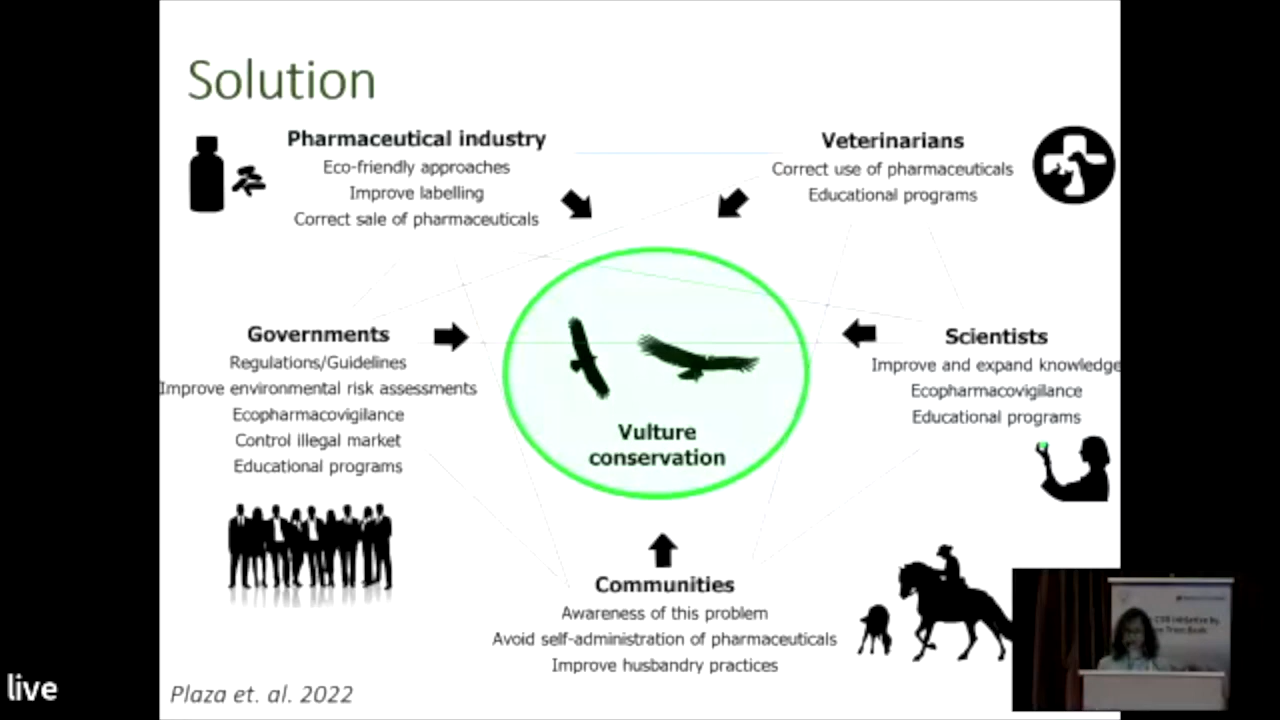 Solution
Pharmaceutical industry
Eco-friendly approaches
Improve labelling
Correct sale of pharmaceuticals
Veterinarians
Correct use of pharmaceuticals
Educational programs
Governments
Regulations/Guidelines
Improve environmental risk assessments
Ecopharmacovigilance
Control illegal market
Educational programs
Vulture
conservation
Scientists
Improve and expand knowledge
Ecopharmacovigilance
Educational programs
Communities
Awareness of this problem
Avoid self-administration of pharmaceuticals
Improve husbandry practices
Plaza et. al. 2022
live
CSR initiative by